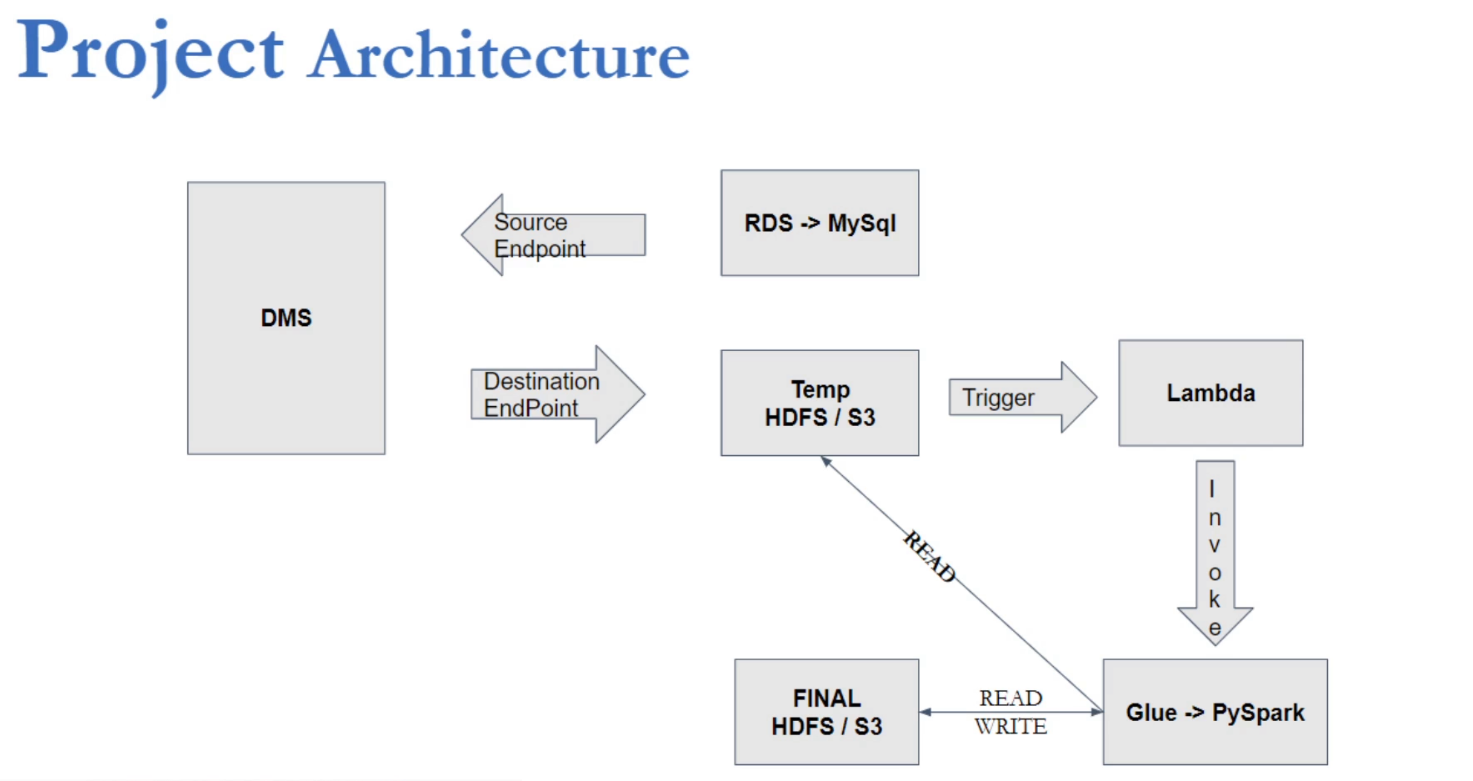 Project Architecture
Source
Endpoint
RDS -> MySql
DMS
Destination
EndPoint
Temp
HDFS / S3
Trigger
Lambda
I
n
v
o
k
e
READ
FINAL
HDFS / S3
READ
WRITE
Glue -> PySpark